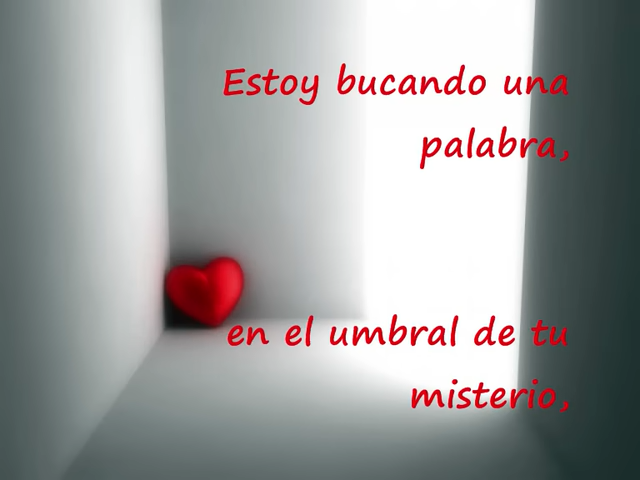 Estoy bucando una
palabra,
en el umbral de tu
misterio,